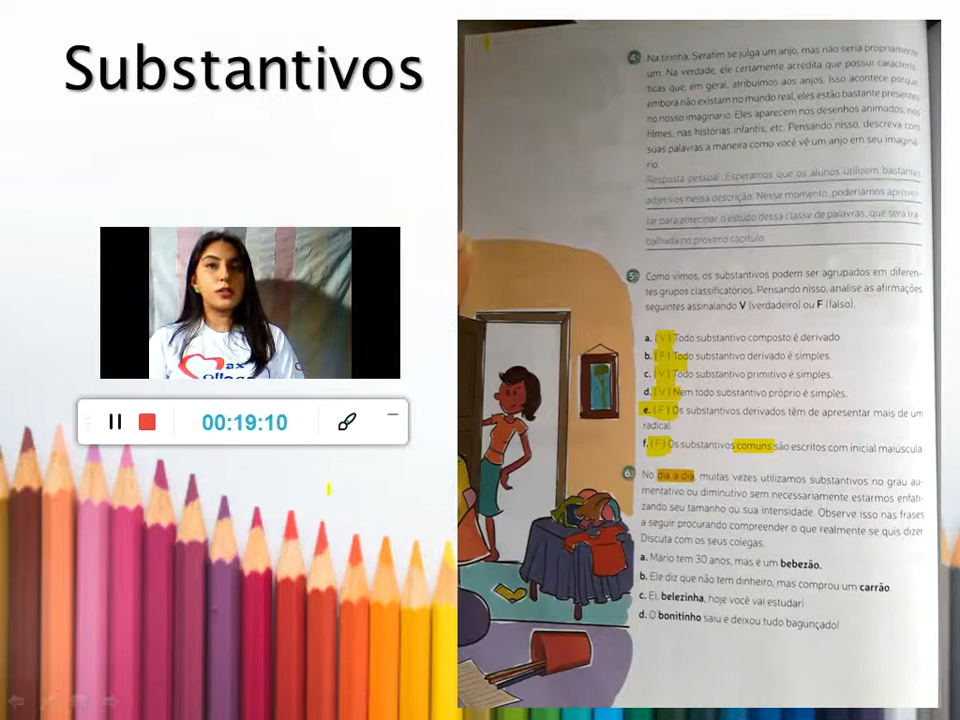 Substantivos
ax
ollege
00:19:10
4. Na tirinha, Serafim se julga um anjo, mas não seria propriamente
um. Na verdade, ele certamente acredita que possui caracterís-
ticas que, em geral, atribuímos aos anjos. Isso acontece porque,
embora não existam no mundo real, eles estão bastante presentes
no nosso imaginário. Eles aparecem nos desenhos animados, nos
filmes, nas histórias infantis, etc. Pensando nisso, descreva com
suas palavras a maneira como você vê um anjo em seu imaginá-
rio.
Resposta pessoal. Esperamos que os alunos utilizem bastantes
adjetivos nessa descrição. Nesse momento, poderíamos aprovei-
tar para antecipar o estudo dessa classe de palavras, que será tra-
balhada no próximo capítulo.
5. Como vimos, os substantivos podem ser agrupados em diferen-
tes grupos classificatórios. Pensando nisso, analise as afirmações
seguintes assinalando V (verdadeiro) ou F (falso).
a. ( V ) Todo substantivo composto é derivado
b. ( F ) Todo substantivo derivado é simples.
c. ( V ) Todo substantivo primitivo é simples.
d. ( V ) Nem todo substantivo próprio é simples.
e. ( F ) Os substantivos derivados têm de apresentar mais de um
radical.
f. ( F ) Os substantivos comuns são escritos com inicial maiúscula
6. No dia a dia, muitas vezes utilizamos substantivos no grau au-
mentativo ou diminutivo sem necessariamente estarmos enfati-
zando seu tamanho ou sua intensidade. Observe isso nas frases
a seguir procurando compreender o que realmente se quis dizer
Discuta com os seus colegas.
a. Mário tem 30 anos, mas é um bebezão.
b. Ele diz que não tem dinheiro, mas comprou um carrão
c. Ei, belezinha, hoje você vai estudar!
d. O bonitinho saiu e deixou tudo bagunçado!